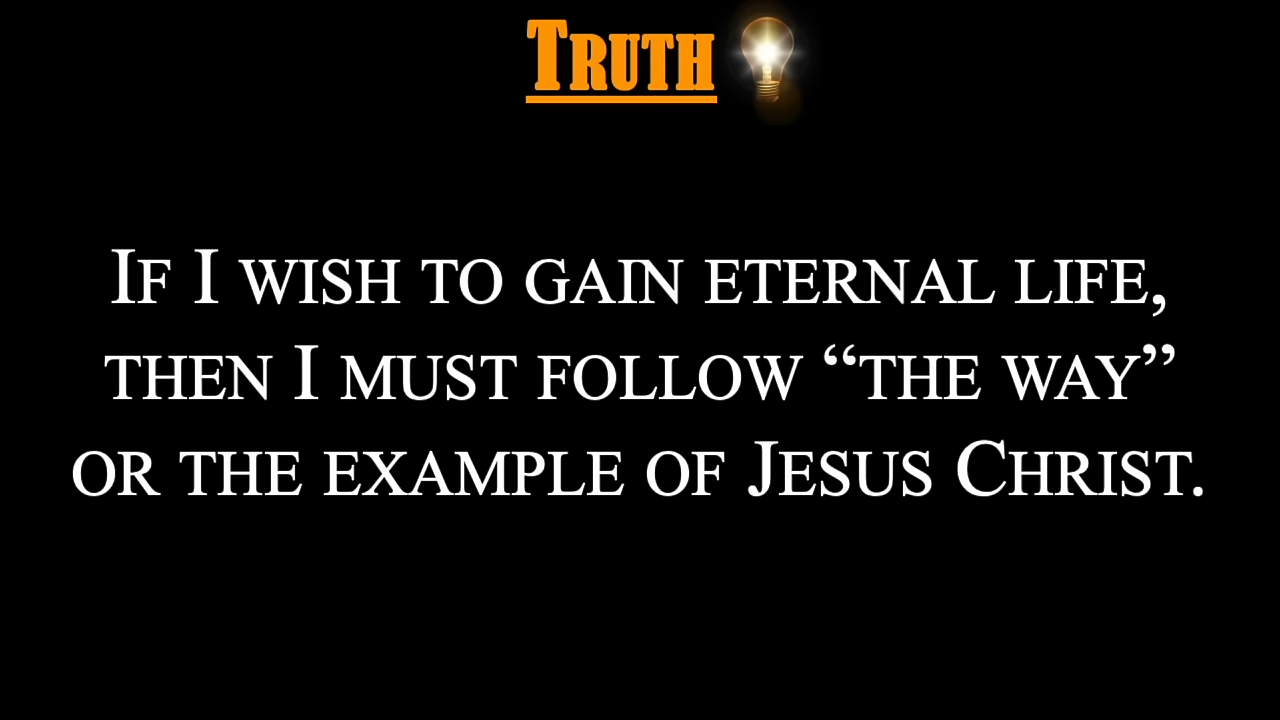 TRUTH
IF I WISH TO GAIN ETERNAL LIFE,
THEN I MUST FOLLOW “THE WAY”
OR THE EXAMPLE OF JESUS CHRIST.